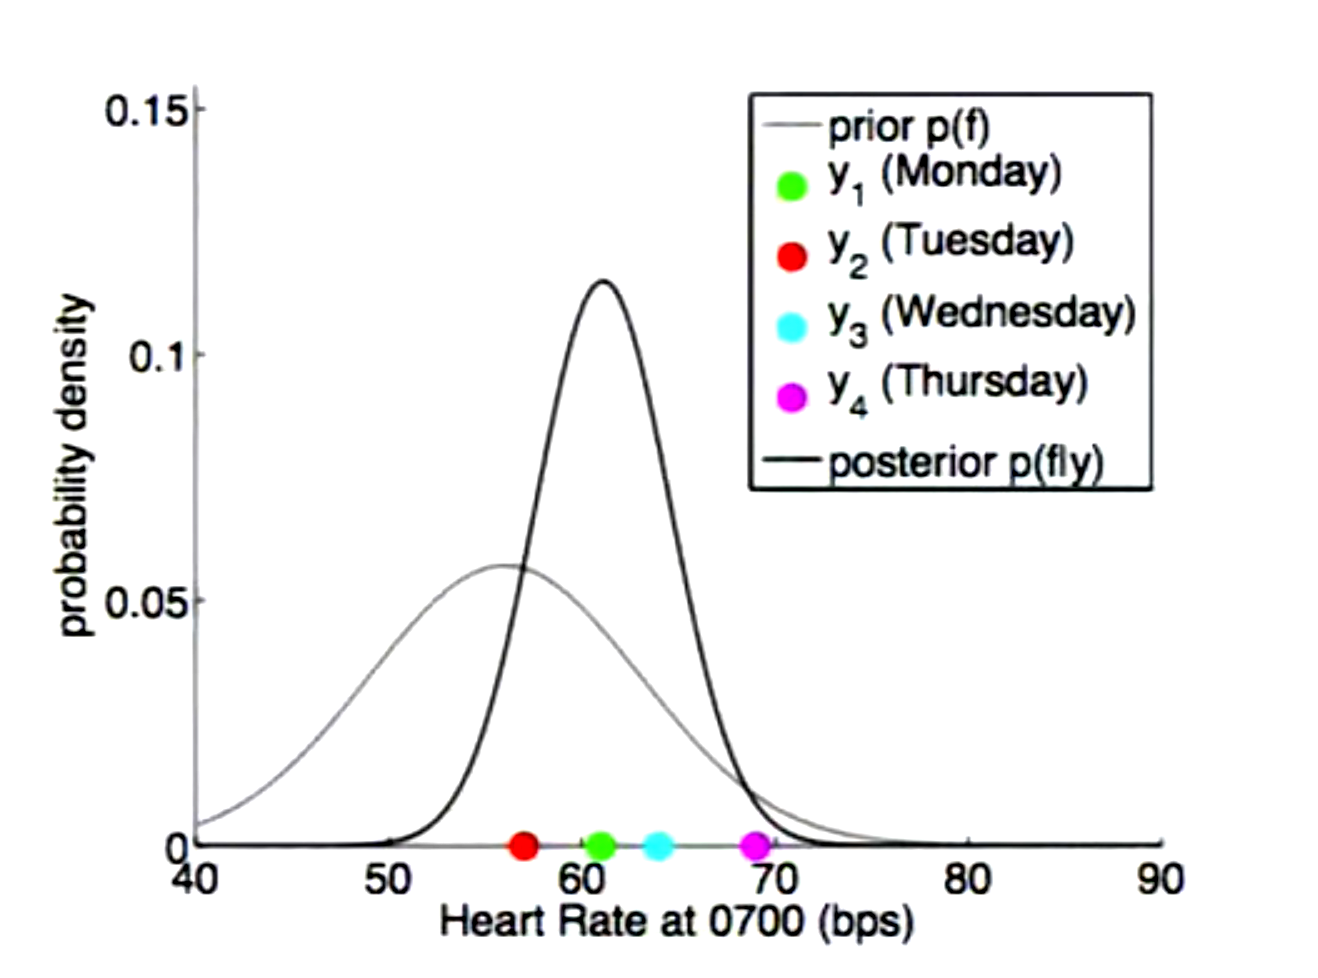 0.15
0.1
0.05
0
probability density
prior p(f)
y1 (Monday)
y2 (Tuesday)
y3 (Wednesday)
y4 (Thursday)
posterior p(fly)
40 50 60 70 80 90
Heart Rate at 0700 (bps)